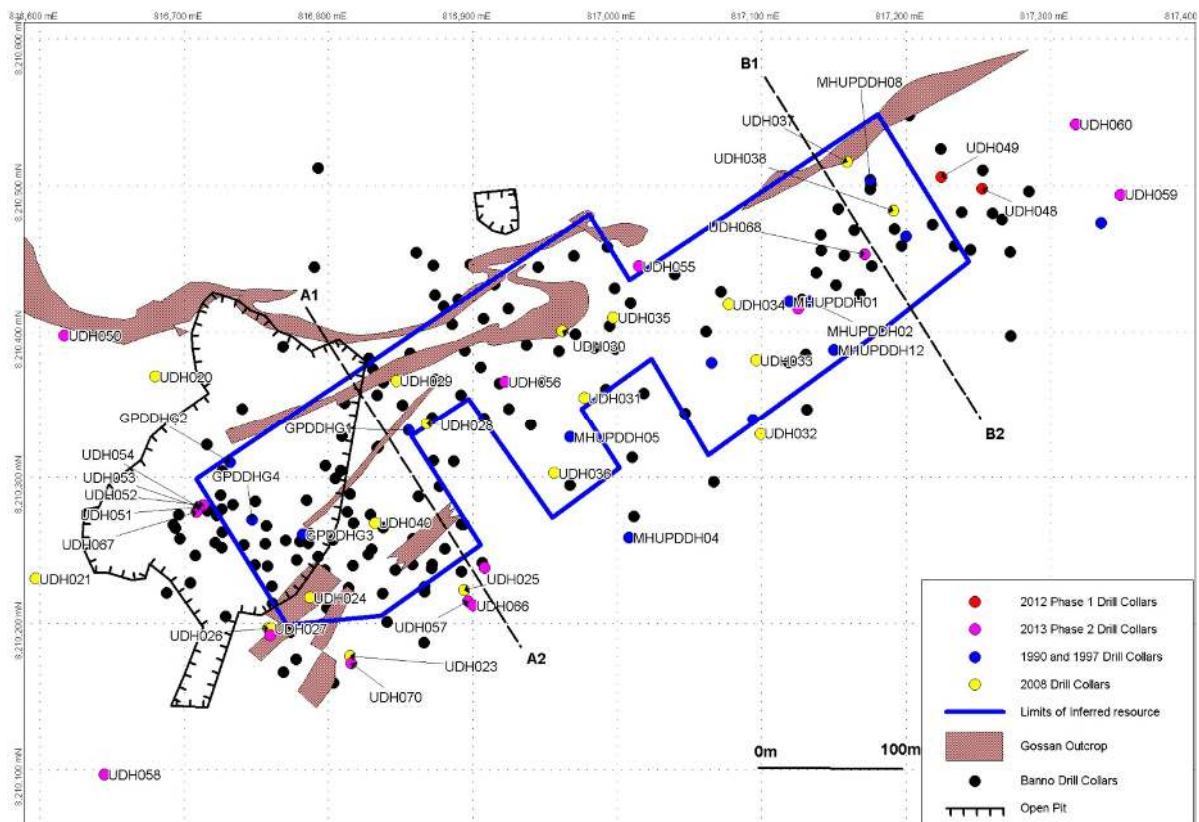 816,600 mE 816,700 mE 816,800 mE 816,900 mE 817,000 mE 817,100 mE 817,200 mE 817,300 mE 817,400
8,210,600 mN
B1
MHUPDDH08
UDH037
UDH060
UDH038
UDH049
8,210,500 mN
UDH059
UDH048
UDH068
UDH055
A1
UDH034
MHUPDDH01
UDH035
UDH050
UDH030
MHUPDDH02
8,210,400 mN
MHUPDDH12
UDH033
UDH020
UDH029
UDH056
UDH031
GPDDHG2
B2
GPDDHG1
UDH028
UDH032
MHUPDDH05
UDH054
UDH053
UDH036
8,210,300 mN
UDH052
GPDDHG4
UDH051
UDH040
UDH067
GPDDHG3
MHUPDDH04
UDH021
UDH025
UDH024
UDH066
UDH057
8,210,200 mN
UDH026
UDH027
A2
UDH023
UDH070
UDH058
8,210,100 mN
0m 100m
2012 Phase 1 Drill Collars
2013 Phase 2 Drill Collars
1990 and 1997 Drill Collars
2008 Drill Collars
Limits of inferred resource
Gossan Outcrop
Banno Drill Collars
Open Pit